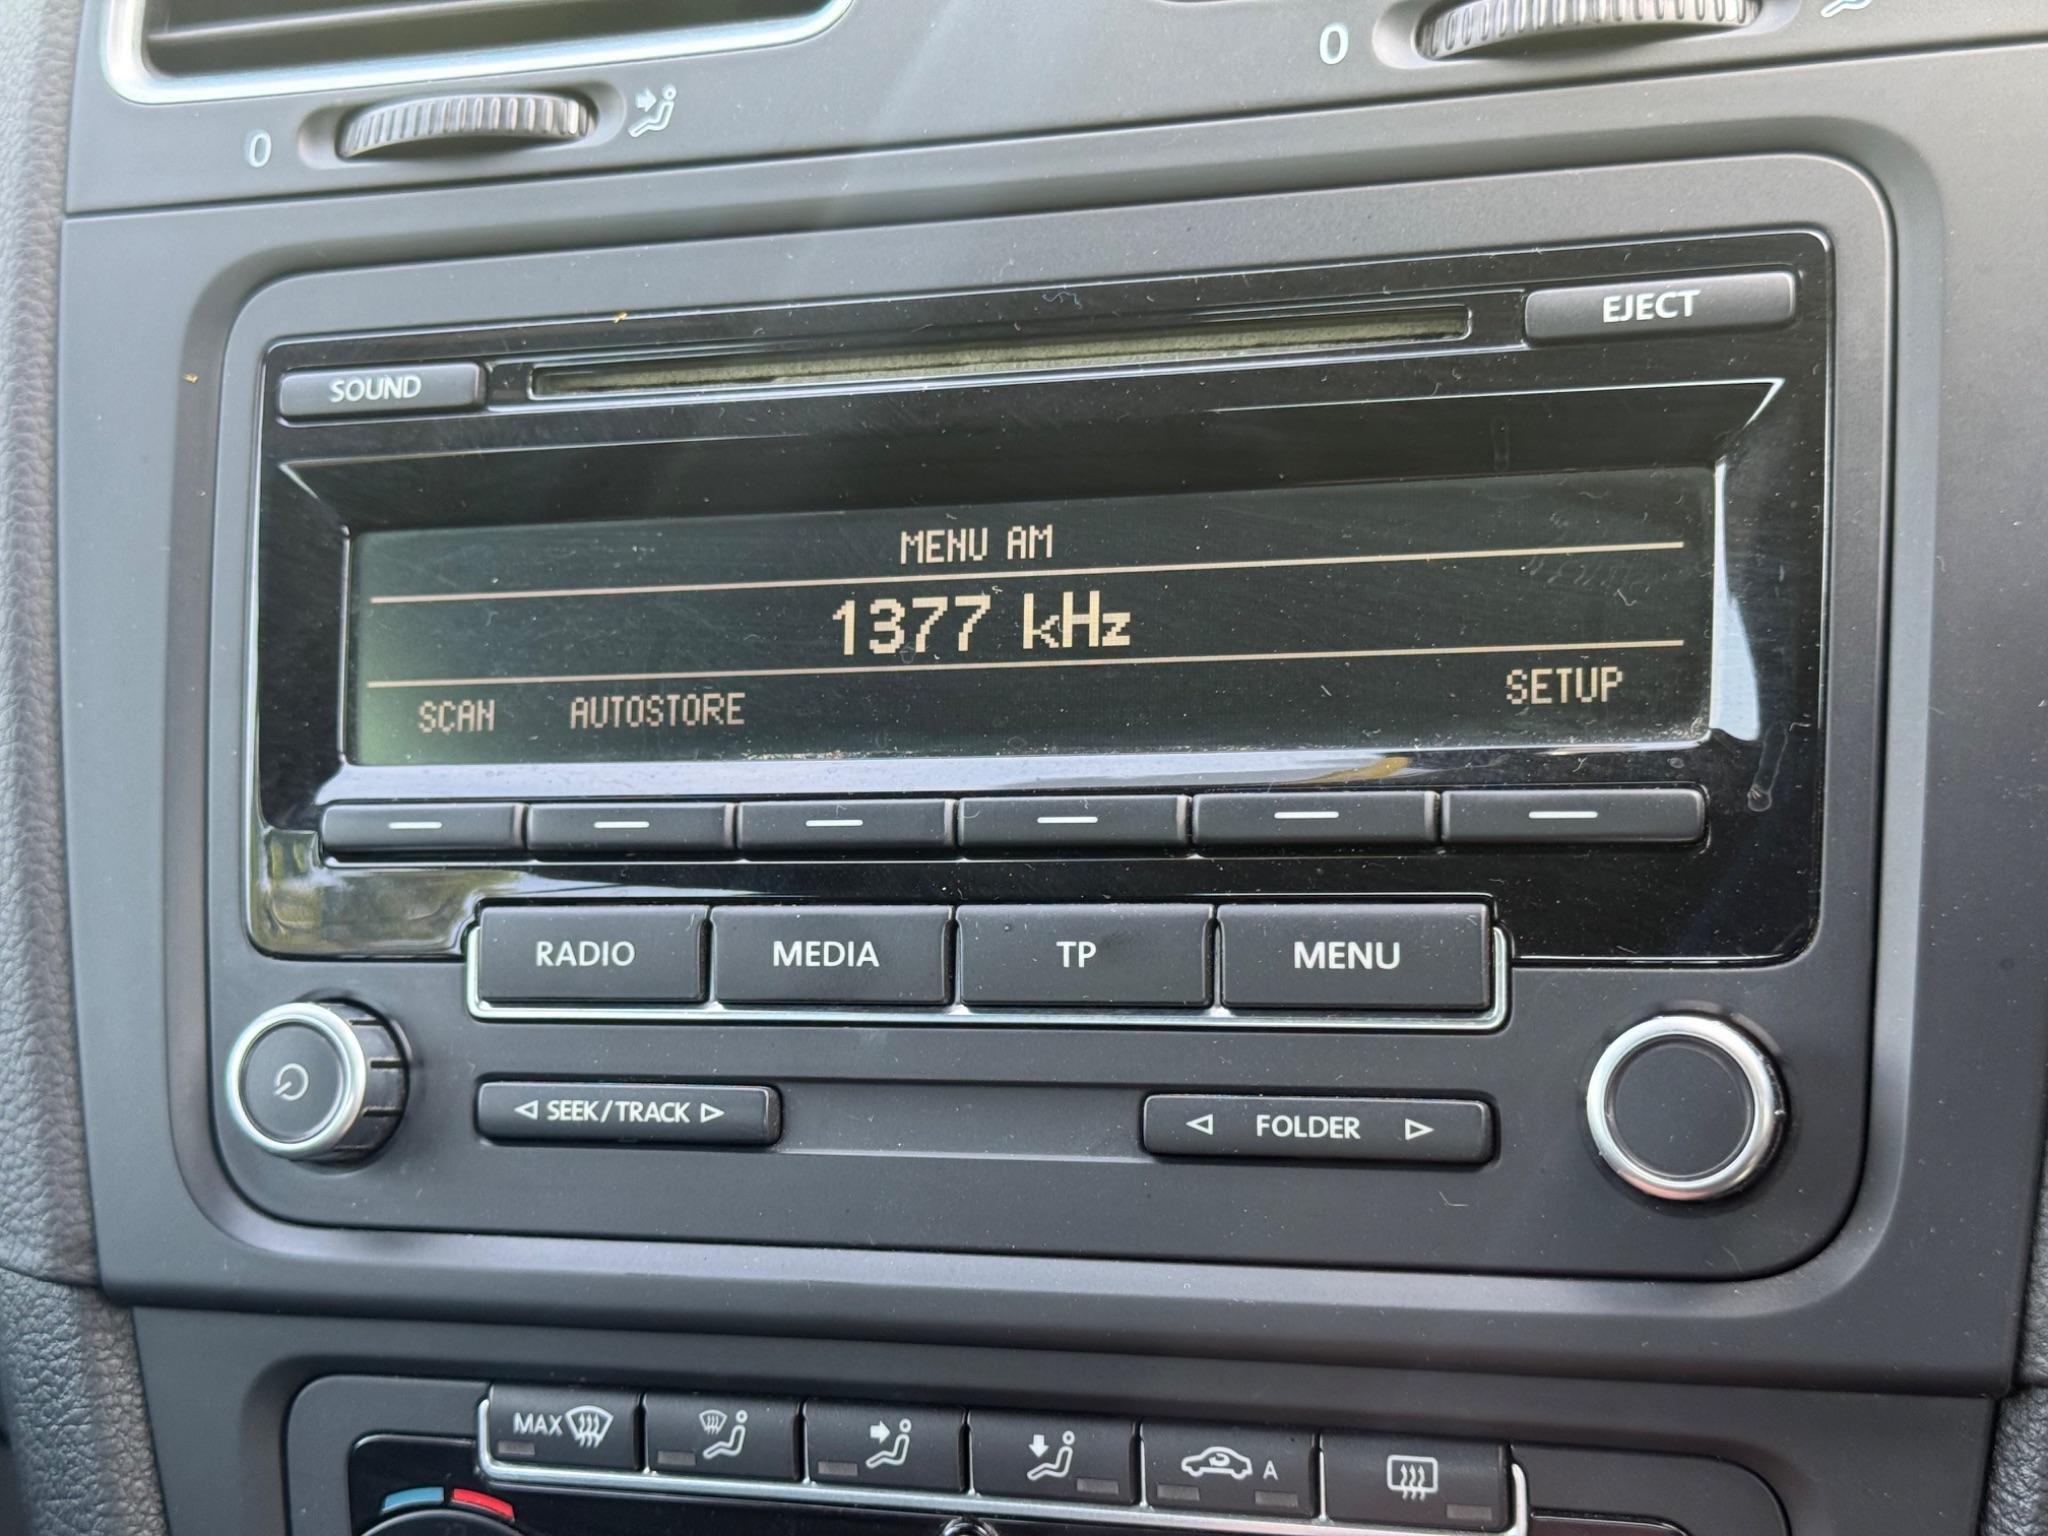 0
0
EJECT
SOUND
MENU AM
1377 kHz
SCAN AUTOSTORE SETUP
RADIO MEDIA TP MENU
SEEK/TRACK FOLDER
MAX A